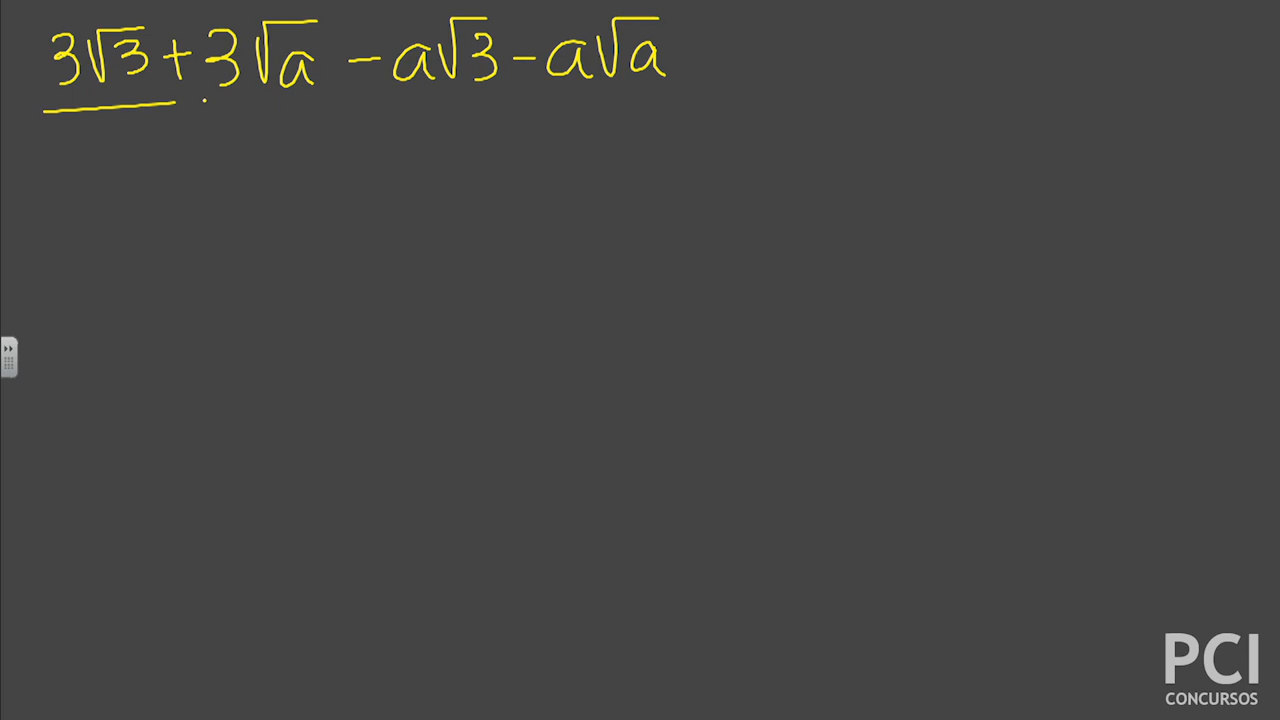 3√3 + 3√a - a√3 - a√a
PCI
CONCURSOS